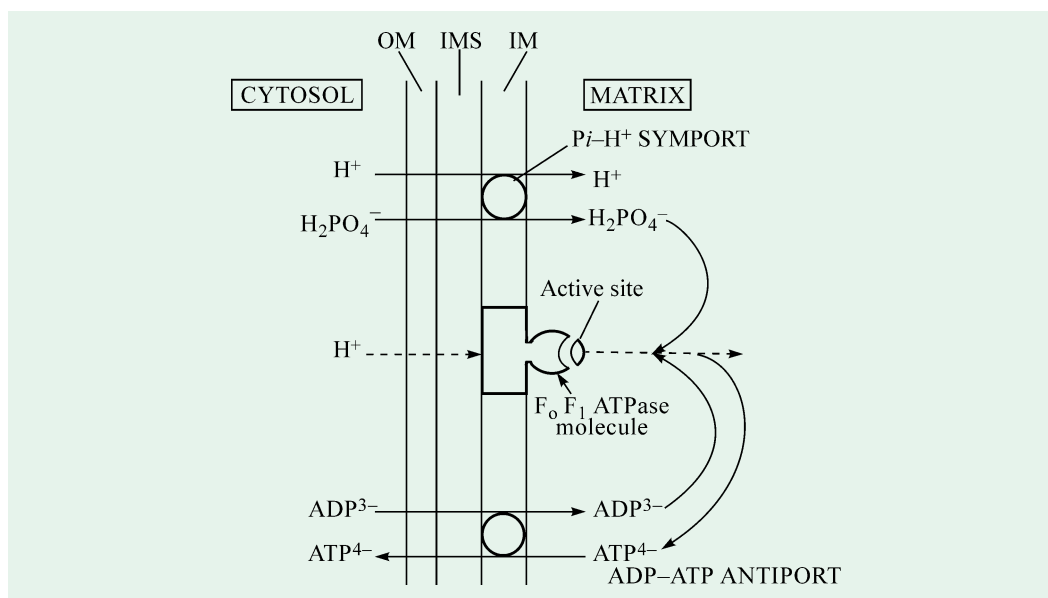 OM IMS IM
CYTOSOL MATRIX
Pi–H⁺ SYMPORT
H⁺ H⁺
H₂PO₄⁻ H₂PO₄⁻
Active site
H⁺
Fₒ F₁ ATPase
molecule
ADP³⁻ ADP³⁻
ATP⁴⁻ ATP⁴⁻
ADP–ATP ANTIPORT